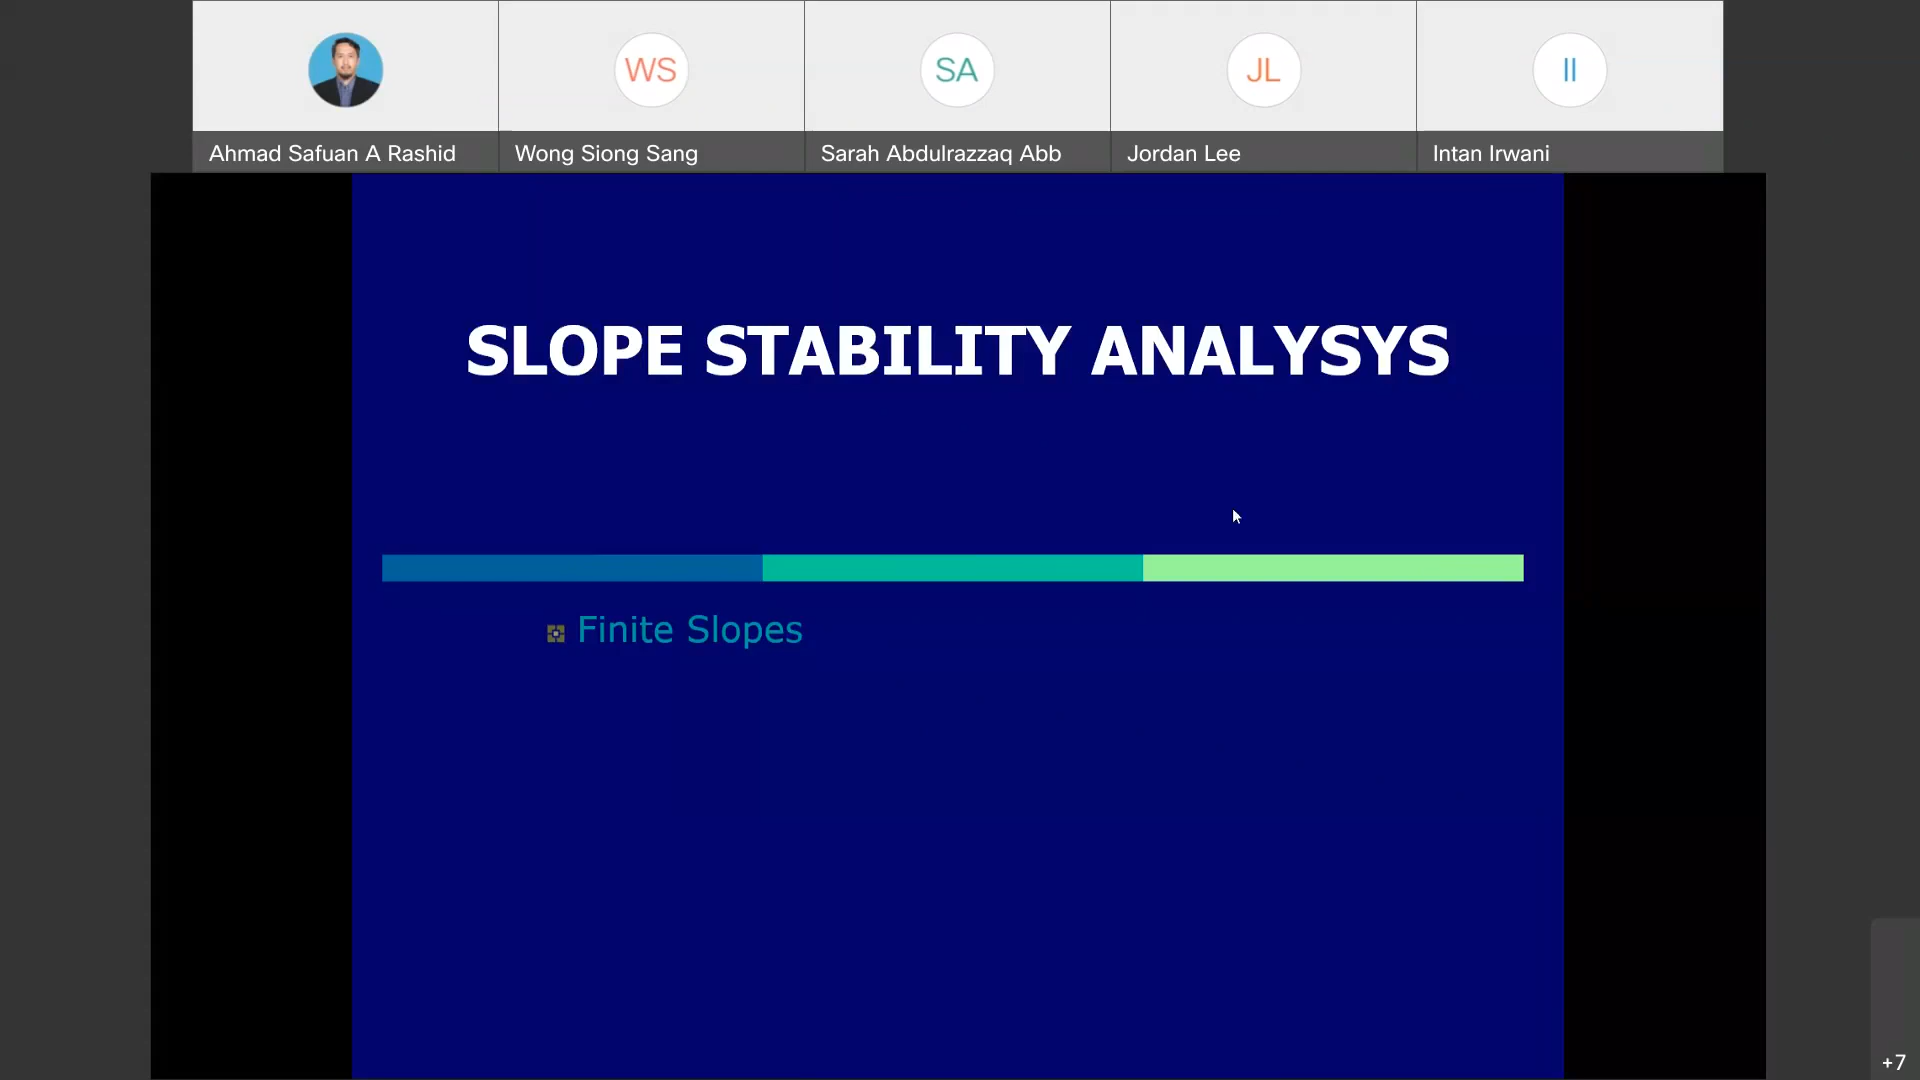 WS
SA
JL
II
Ahmad Safuan A Rashid
Wong Siong Sang
Sarah Abdulrazzaq Abb
Jordan Lee
Intan Irwani
SLOPE STABILITY ANALYSYS
Finite Slopes
+7